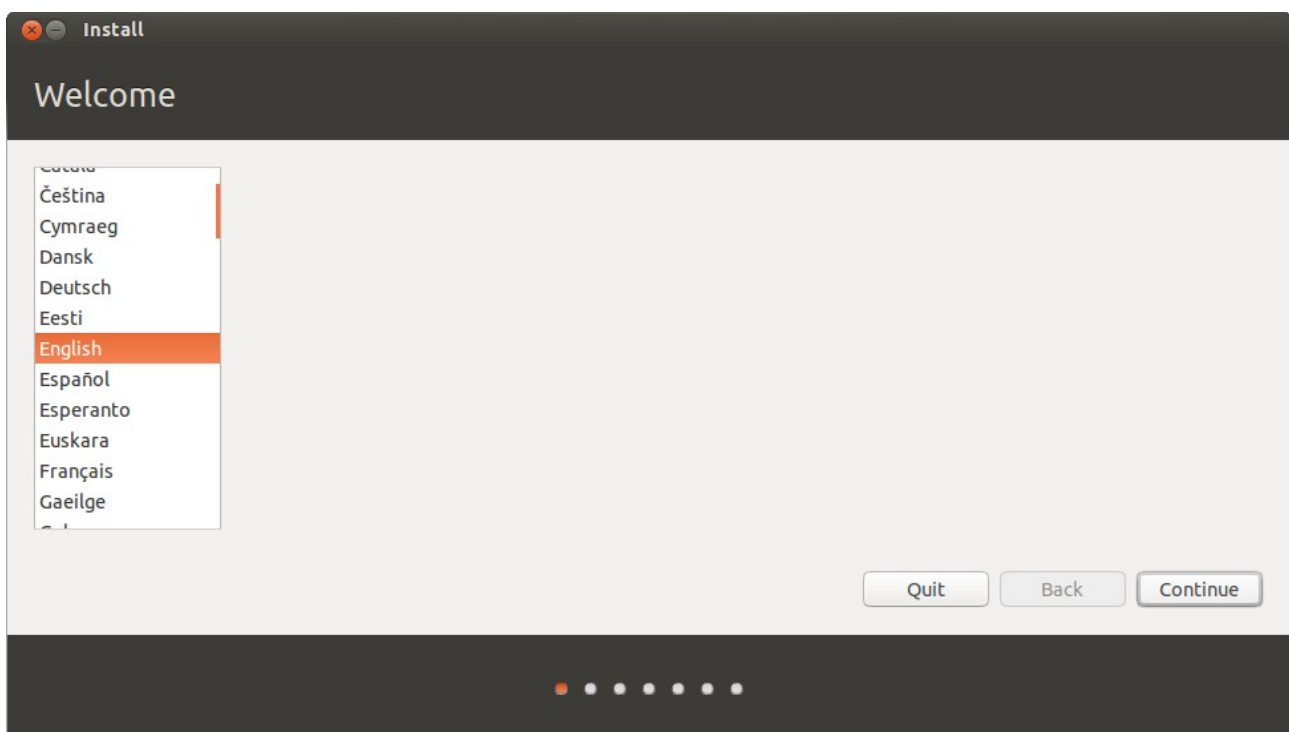 Install
Welcome
Čeština
Cymraeg
Dansk
Deutsch
Eesti
English
Español
Esperanto
Euskara
Français
Gaeilge
Quit
Back
Continue